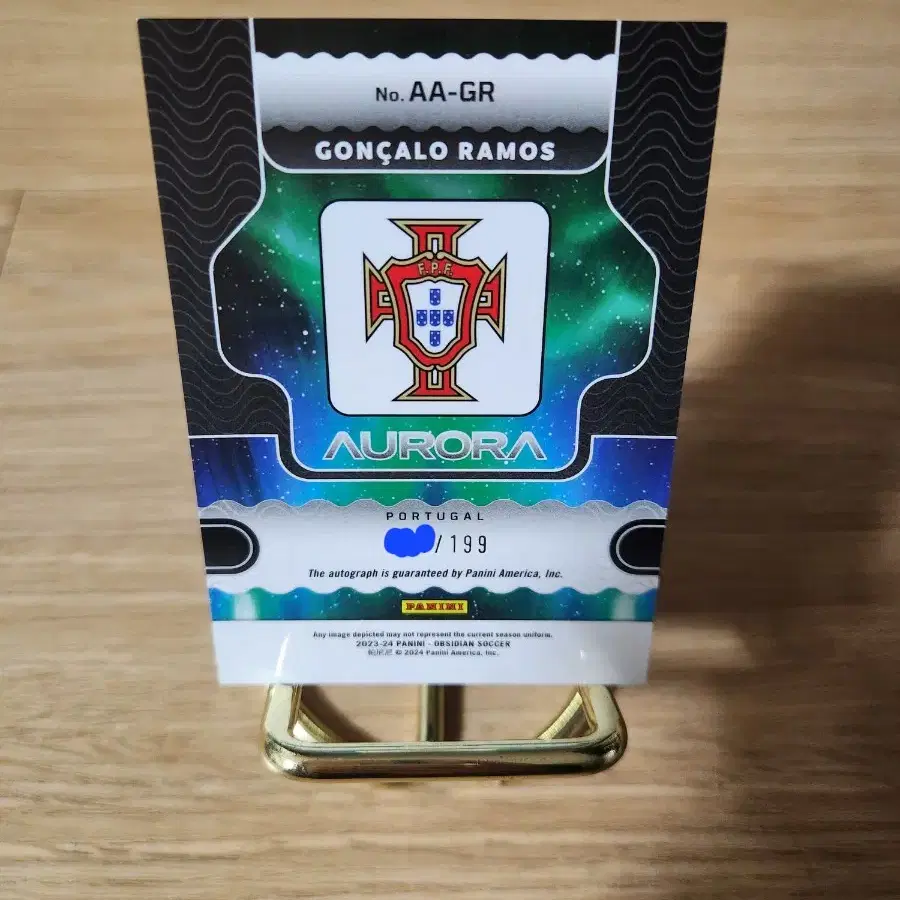 No. AA-GR
GONÇALO RAMOS
F.P.F.
AURORA
PORTUGAL
/199
The autograph is guaranteed by Panini America, Inc.
PANINI
Any image depicted may not represent the current season uniform.
2023-24 PANINI - OBSIDIAN SOCCER
© 2024 Panini America, Inc.